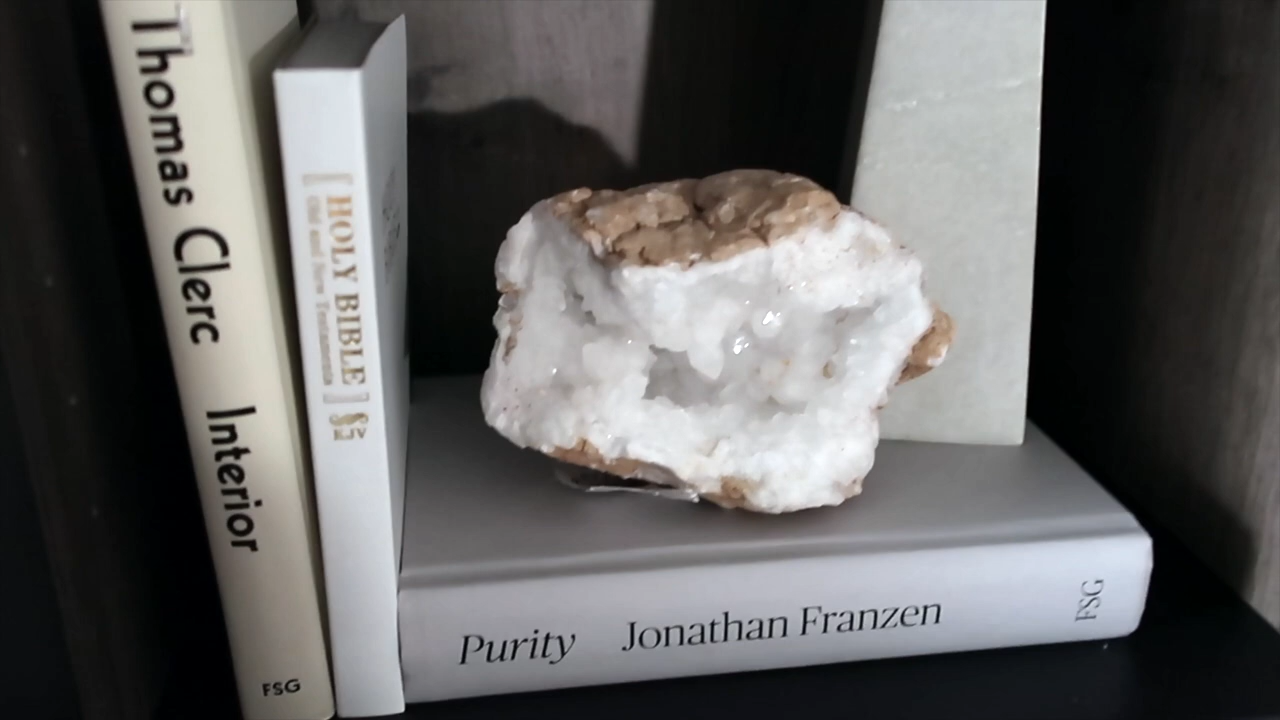 Thomas Clerc Interior
FSG
[HOLY BIBLE]
Old and New Testaments
Purity Jonathan Franzen
FSG